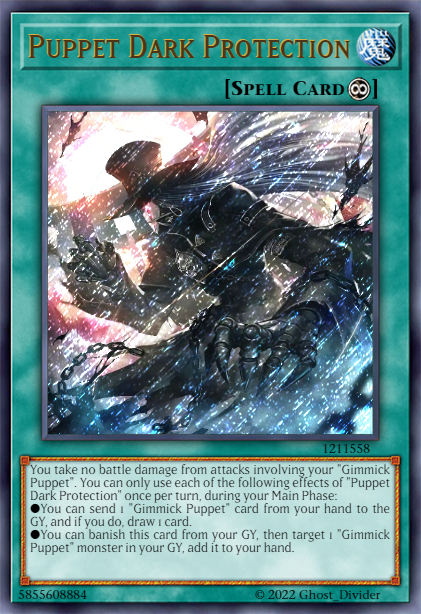 Puppet Dark Protection 魔
[Spell Card]
1211558
You take no battle damage from attacks involving your "Gimmick
Puppet". You can only use each of the following effects of "Puppet
Dark Protection" once per turn, during your Main Phase:
●You can send 1 "Gimmick Puppet" card from your hand to the
GY, and if you do, draw 1 card.
●You can banish this card from your GY, then target 1 "Gimmick
Puppet" monster in your GY, add it to your hand.
5855608884 © 2022 Ghost_Divider